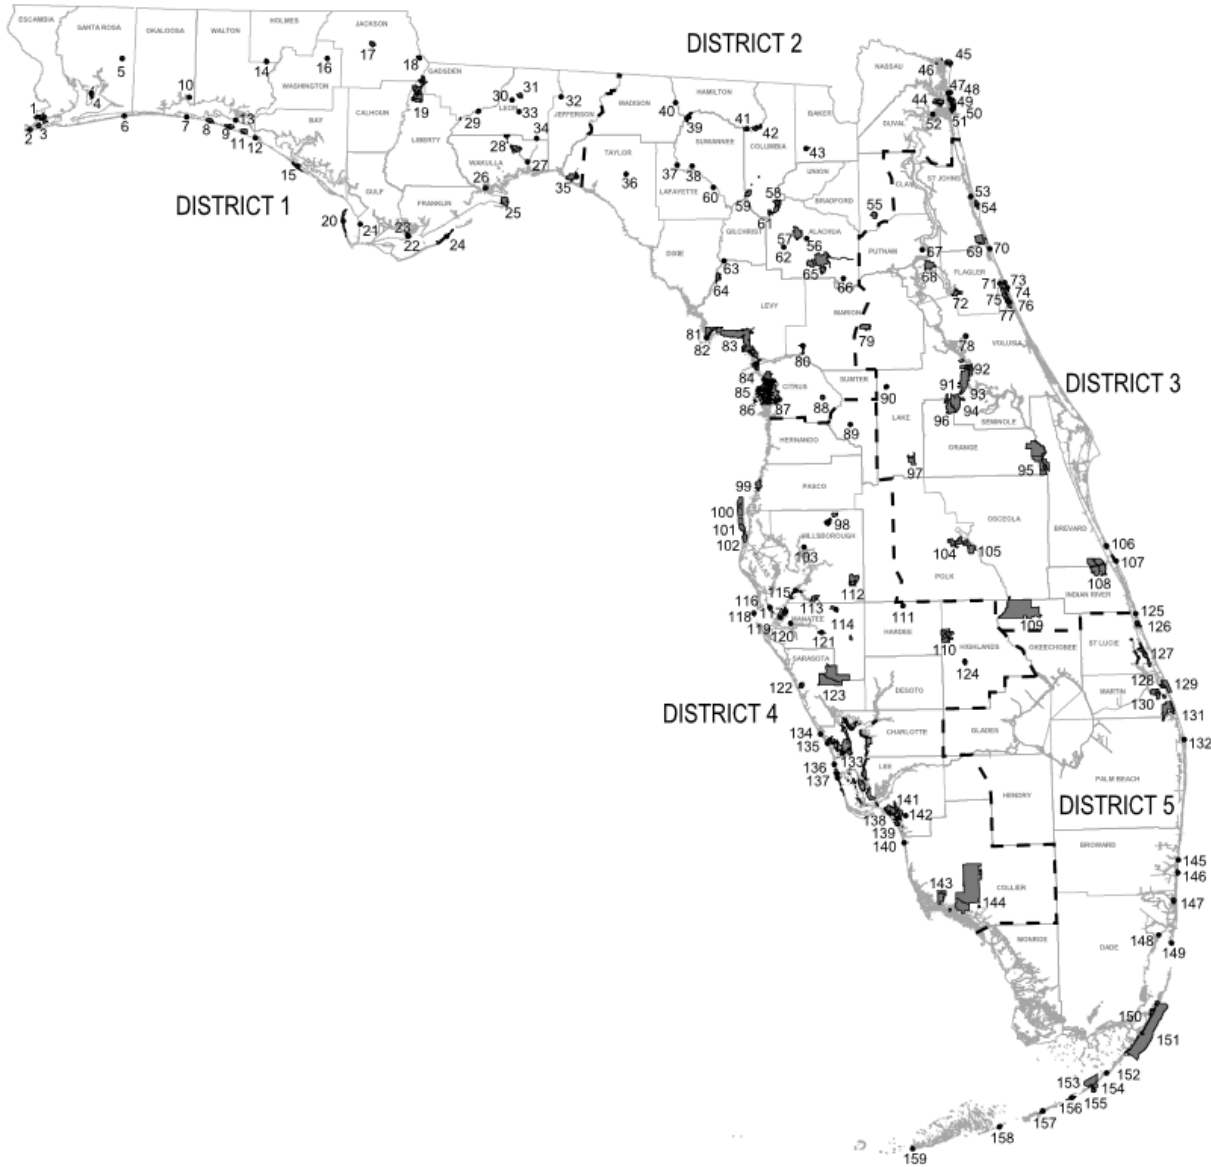 ESCAMBIA
SANTA ROSA
OKALOOSA
WALTON
HOLMES
JACKSON
DISTRICT 2
17
5
14
16
18
4
10
WASHINGTON
GADSDEN
19
CALHOUN
BAY
1
2
3
6
7
8
9
11
13
12
15
LIBERTY
GULF
FRANKLIN
DISTRICT 1
20
21
22
23
24
25
26
WAKULLA
27
28
29
LEON
30
31
33
34
32
JEFFERSON
35
MADISON
TAYLOR
36
HAMILTON
40
39
41
42
SUWANNEE
COLUMBIA
BAKER
43
37
38
LAFAYETTE
60
59
58
61
UNION
BRADFORD
NASSAU
45
46
47
48
44
49
50
51
52
DUVAL
CLAY
ST JOHNS
53
54
55
PUTNAM
67
68
69
70
FLAGLER
71
72
73
74
75
76
77
DIXIE
GILCHRIST
ALACHUA
57
56
62
65
66
63
64
LEVY
MARION
79
80
81
82
83
84
85
86
87
CITRUS
88
SUMTER
89
90
78
VOLUSIA
DISTRICT 3
91
92
93
94
96
LAKE
SEMINOLE
ORANGE
95
97
HERNANDO
PASCO
99
100
101
102
98
HILLSBOROUGH
103
OSCEOLA
BREVARD
104
105
106
107
108
POLK
INDIAN RIVER
109
112
115
113
114
116
118
11
119
120
MANATEE
121
111
HARDEE
110
HIGHLANDS
124
OKEECHOBEE
ST LUCIE
125
126
127
128
129
130
131
132
MARTIN
SARASOTA
122
123
DESOTO
DISTRICT 4
134
135
136
137
133
CHARLOTTE
GLADES
LEE
138
139
140
141
142
HENDRY
PALM BEACH
DISTRICT 5
BROWARD
143
144
COLLIER
MONROE
DADE
145
146
147
148
149
150
151
152
153
154
155
156
157
158
159